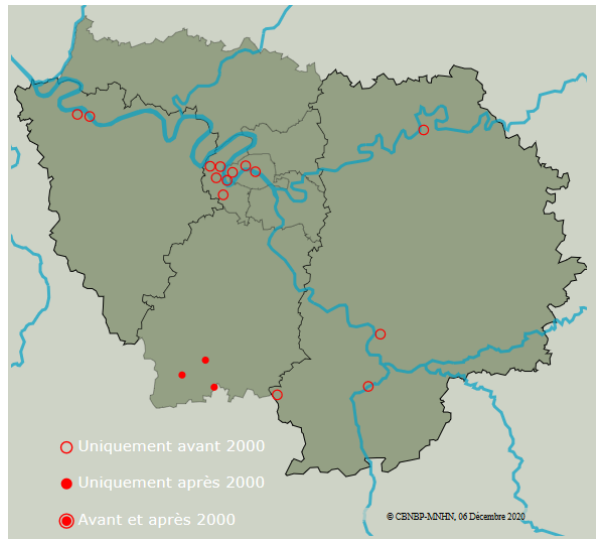 Uniquement avant 2000
Uniquement après 2000
© CBNBP-MNHN, 06 Décembre 2020
Avant et après 2000